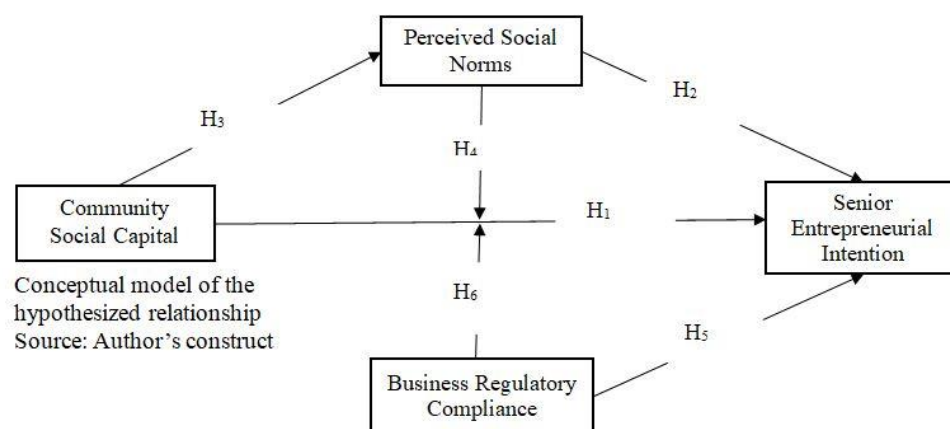 Perceived Social
Norms
H₂
H₃
H₄
Community
Social Capital
H₁
Senior
Entrepreneurial
Intention
Conceptual model of the
hypothesized relationship
Source: Author's construct
H₆
H₅
Business Regulatory
Compliance